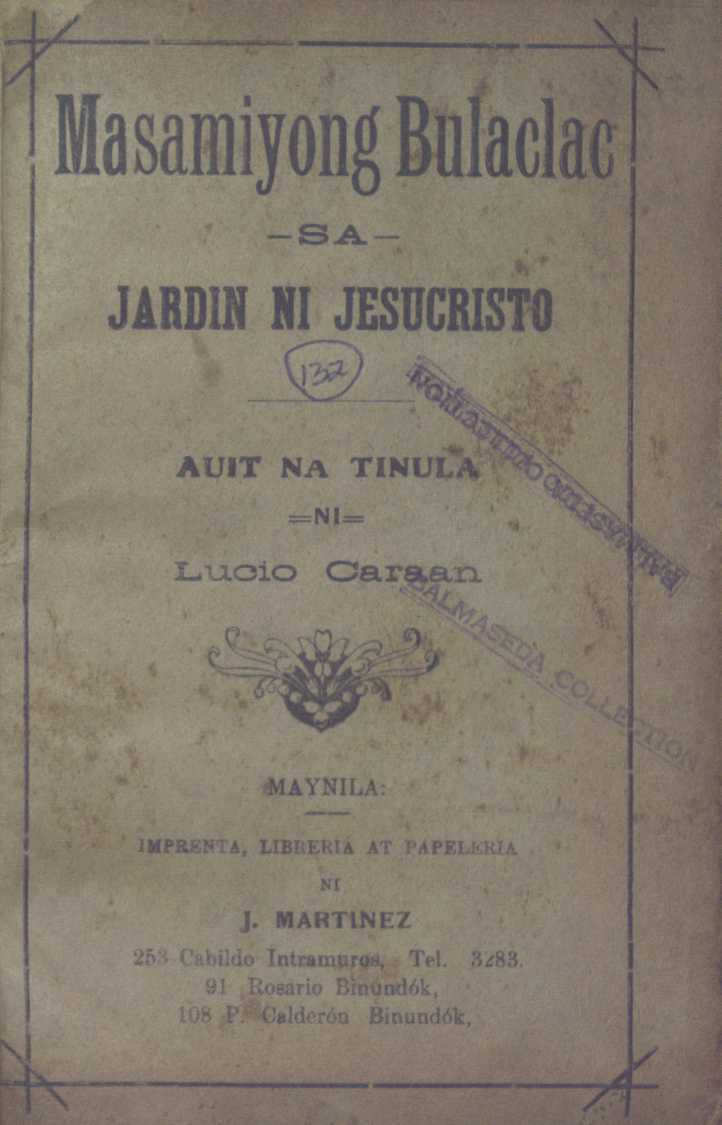 Masamiyong Bulaclac
—SA—
JARDIN NI JESUCRISTO
132
AUIT NA TINULA
=NI=
Lucio Caraan
BALMASEDA COLLECTION
BALMASEDA COLLECTION
MAYNILA:
IMPRENTA, LIBRERIA AT PAPELERIA
NI
J. MARTINEZ
253 Cabildo Intramuros, Tel. 3283.
91 Rosario Binundók,
108 P. Calderón Binundók,